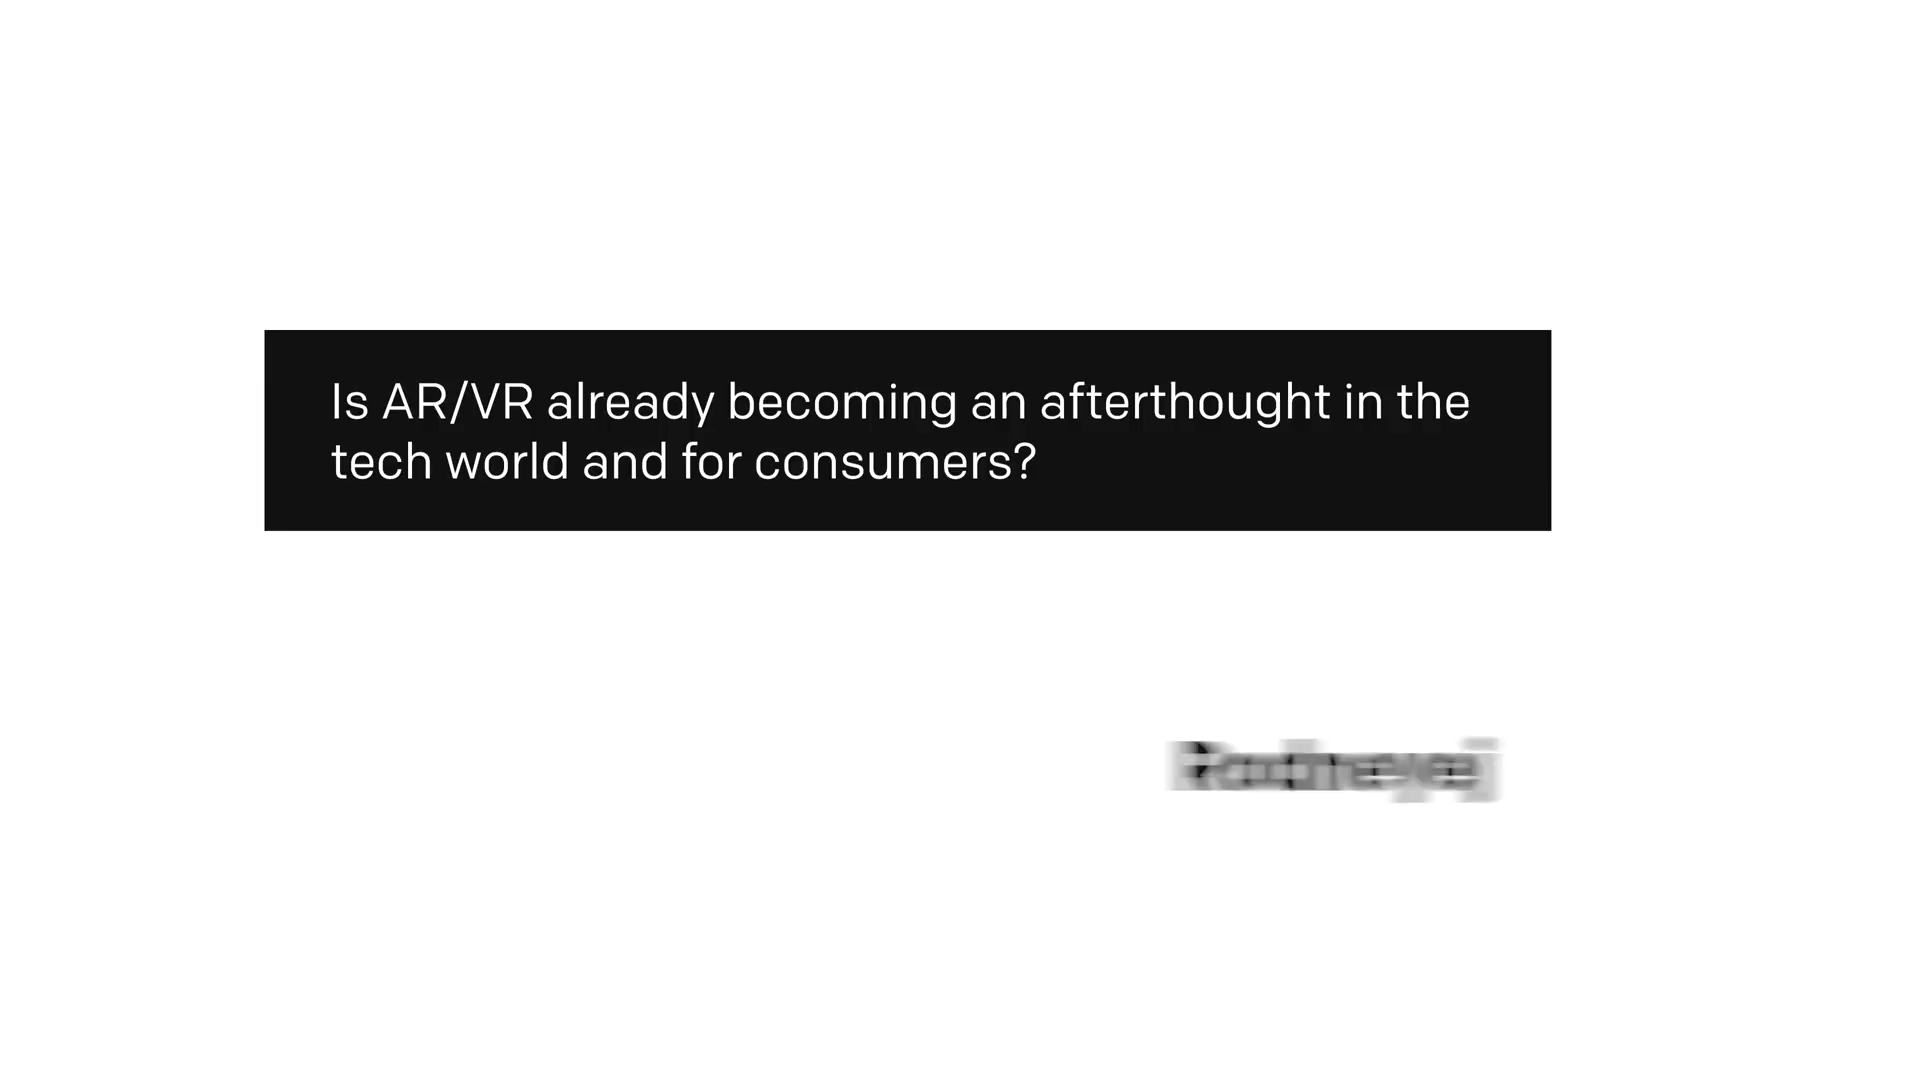 Is AR/VR already becoming an afterthought in the
tech world and for consumers?